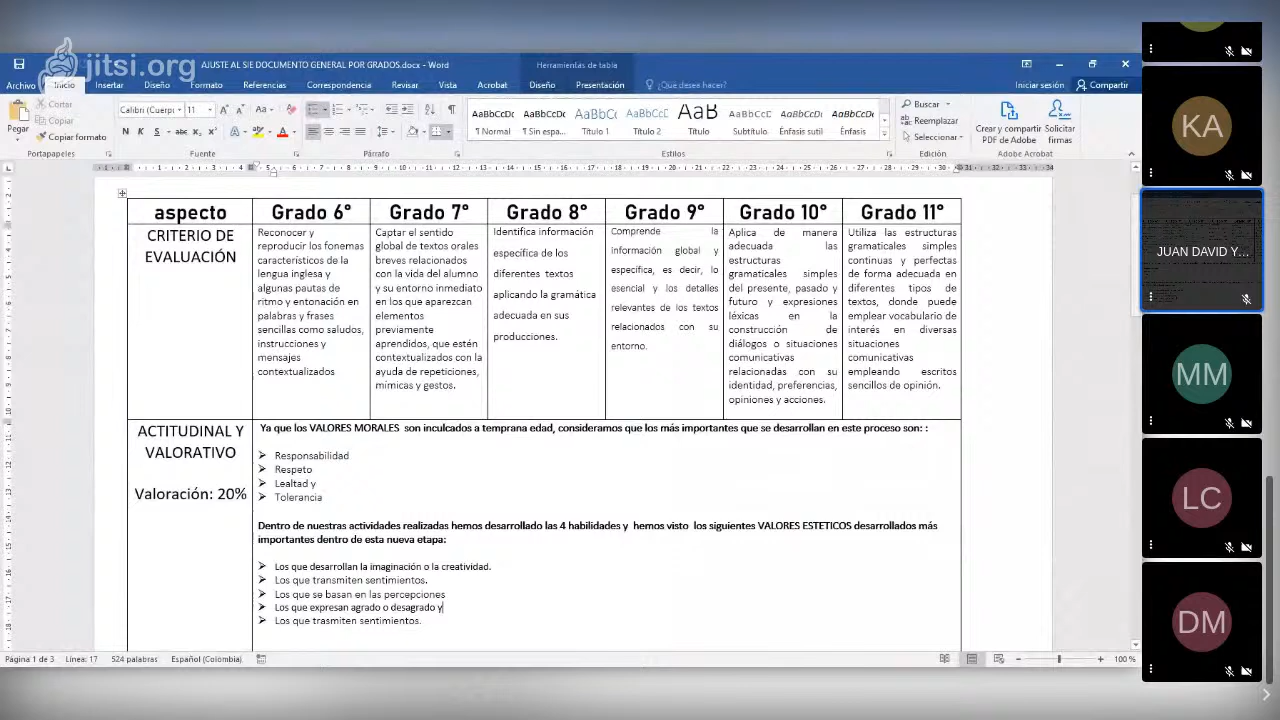 jitsi.org
AJUSTE AL SIE DOCUMENTO GENERAL POR GRADOS.docx - Word
Herramientas de tabla
Archivo Inicio Insertar Diseño Formato Referencias Correspondencia Revisar Vista Acrobat Diseño Presentación ¿Qué desea hacer? Iniciar sesión Compartir
Pegar
Cortar
Copiar
Copiar formato
Portapapeles
Calibri (Cuerp 11
N K S abc
Fuente
Párrafo
AaBbCcDc AaBbCcDc AaBbC AaBbCcC AaB AaBbCcC AaBbCcDc AaBbCcDc
¶ Normal ¶ Sin espa... Título 1 Título 2 Título Subtítulo Énfasis sutil Énfasis
Estilos
Buscar
Reemplazar
Seleccionar
Edición
Crear y compartir
PDF de Adobe
Solicitar
firmas
Adobe Acrobat
aspecto Grado 6° Grado 7° Grado 8° Grado 9° Grado 10° Grado 11°
CRITERIO DE
EVALUACIÓN
Reconocer y
reproducir los fonemas
característicos de la
lengua inglesa y
algunas pautas de
ritmo y entonación en
palabras y frases
sencillas como saludos,
instrucciones y
mensajes
contextualizados
Captar el sentido
global de textos orales
breves relacionados
con la vida del alumno
y su entorno inmediato
en los que aparezcan
elementos
previamente
aprendidos, que estén
contextualizados con la
ayuda de repeticiones,
mímicas y gestos.
Identifica información
específica de los
diferentes textos
aplicando la gramática
adecuada en sus
producciones.
Comprende la
información global y
específica, es decir, lo
esencial y los detalles
relevantes de los textos
relacionados con su
entorno.
Aplica de manera
adecuada las
estructuras
gramaticales simples
del presente, pasado y
futuro y expresiones
léxicas en la
construcción de
diálogos o situaciones
comunicativas
relacionadas con su
identidad, preferencias,
opiniones y acciones.
Utiliza las estructuras
gramaticales simples
continuas y perfectas
de forma adecuada en
diferentes tipos de
textos, donde puede
emplear vocabulario de
interés en diversas
situaciones
comunicativas
empleando escritos
sencillos de opinión.
ACTITUDINAL Y
VALORATIVO
Valoración: 20%
Ya que los VALORES MORALES son inculcados a temprana edad, consideramos que los más importantes que se desarrollan en este proceso son: :
Responsabilidad
Respeto
Lealtad y
Tolerancia
Dentro de nuestras actividades realizadas hemos desarrollado las 4 habilidades y hemos visto los siguientes VALORES ESTETICOS desarrollados más
importantes dentro de esta nueva etapa:
Los que desarrollan la imaginación o la creatividad.
Los que transmiten sentimientos.
Los que se basan en las percepciones
Los que expresan agrado o desagrado y
Los que trasmiten sentimientos.
Página 1 de 3 Línea: 17 524 palabras Español (Colombia) 100 %
KA
JUAN DAVID Y...
MM
LC
DM